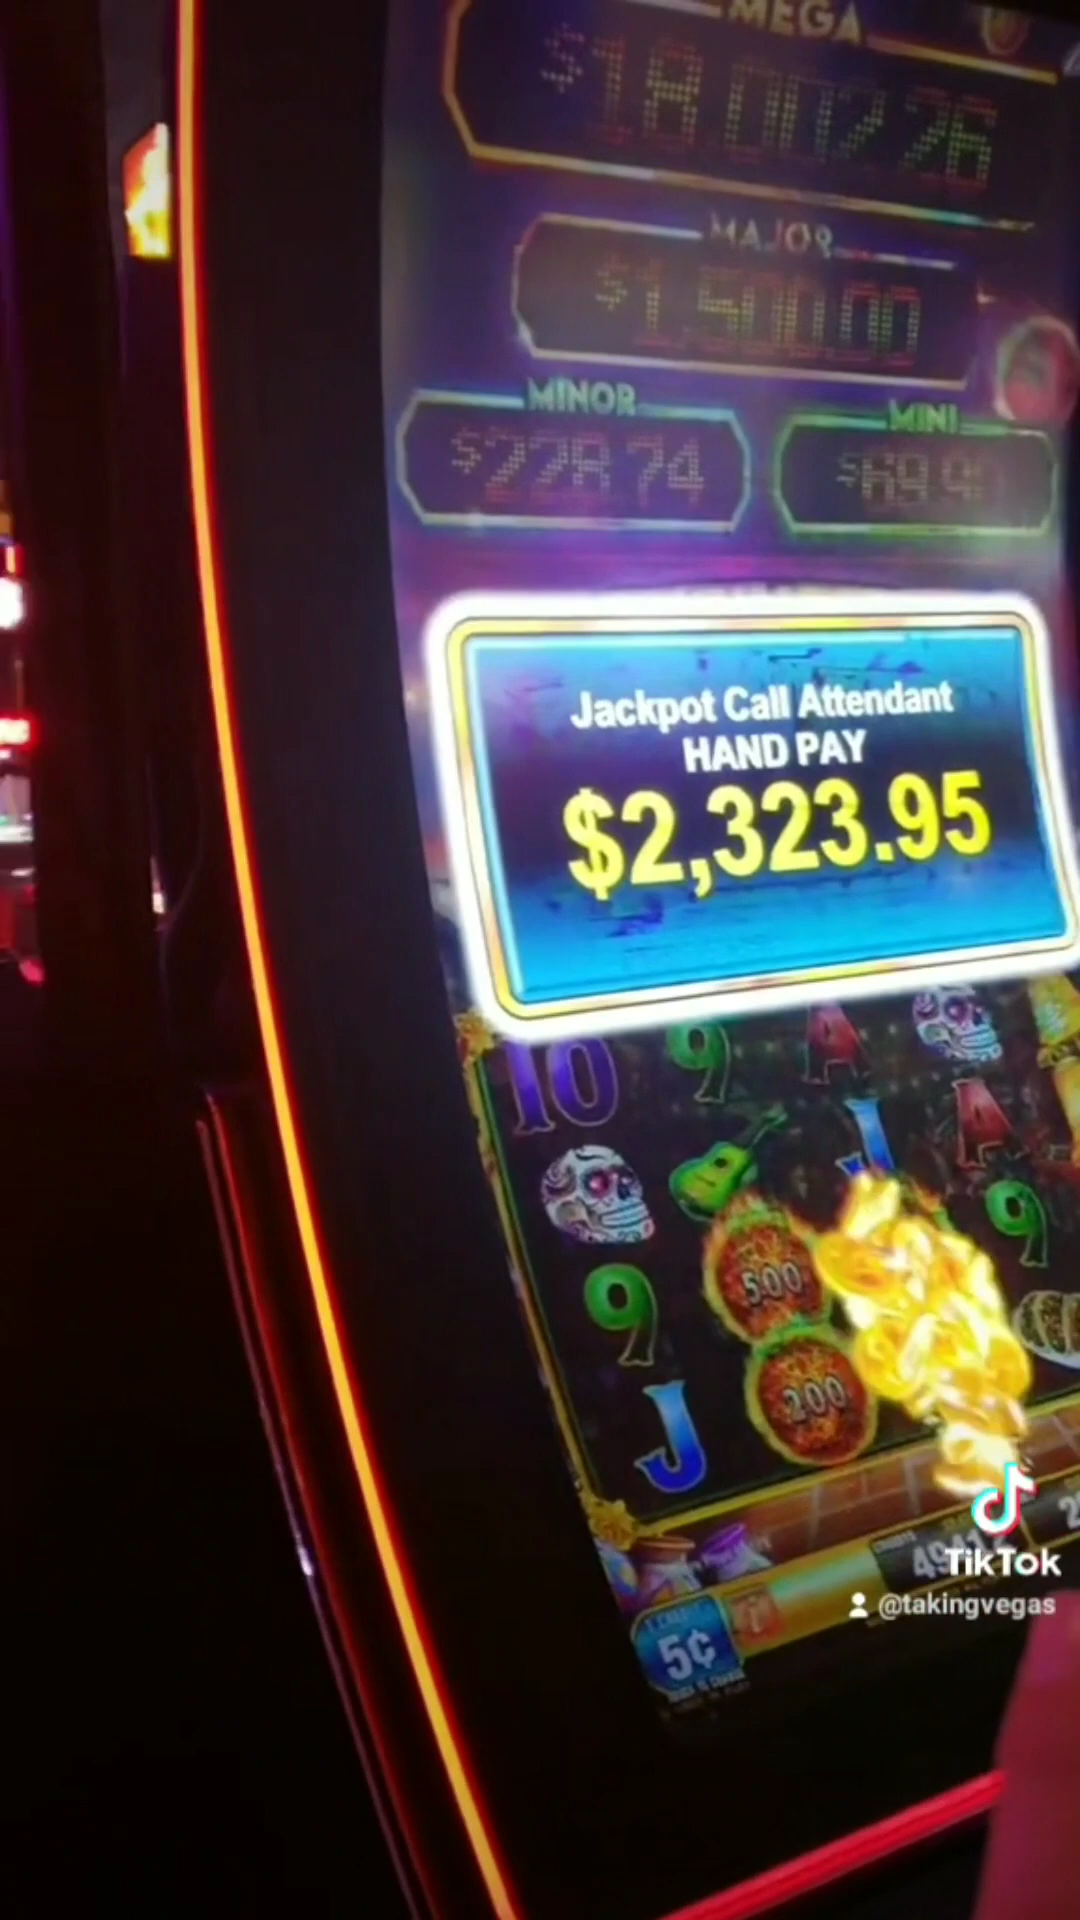 MEGA
$18,002.26
MAJOR
$1,500.00
MINOR
MINI
$228.74
Jackpot Call Attendant
HAND PAY
$2,323.95
10 9 A
J A
9
500
9
200
J
TikTok
@takingvegas
5¢